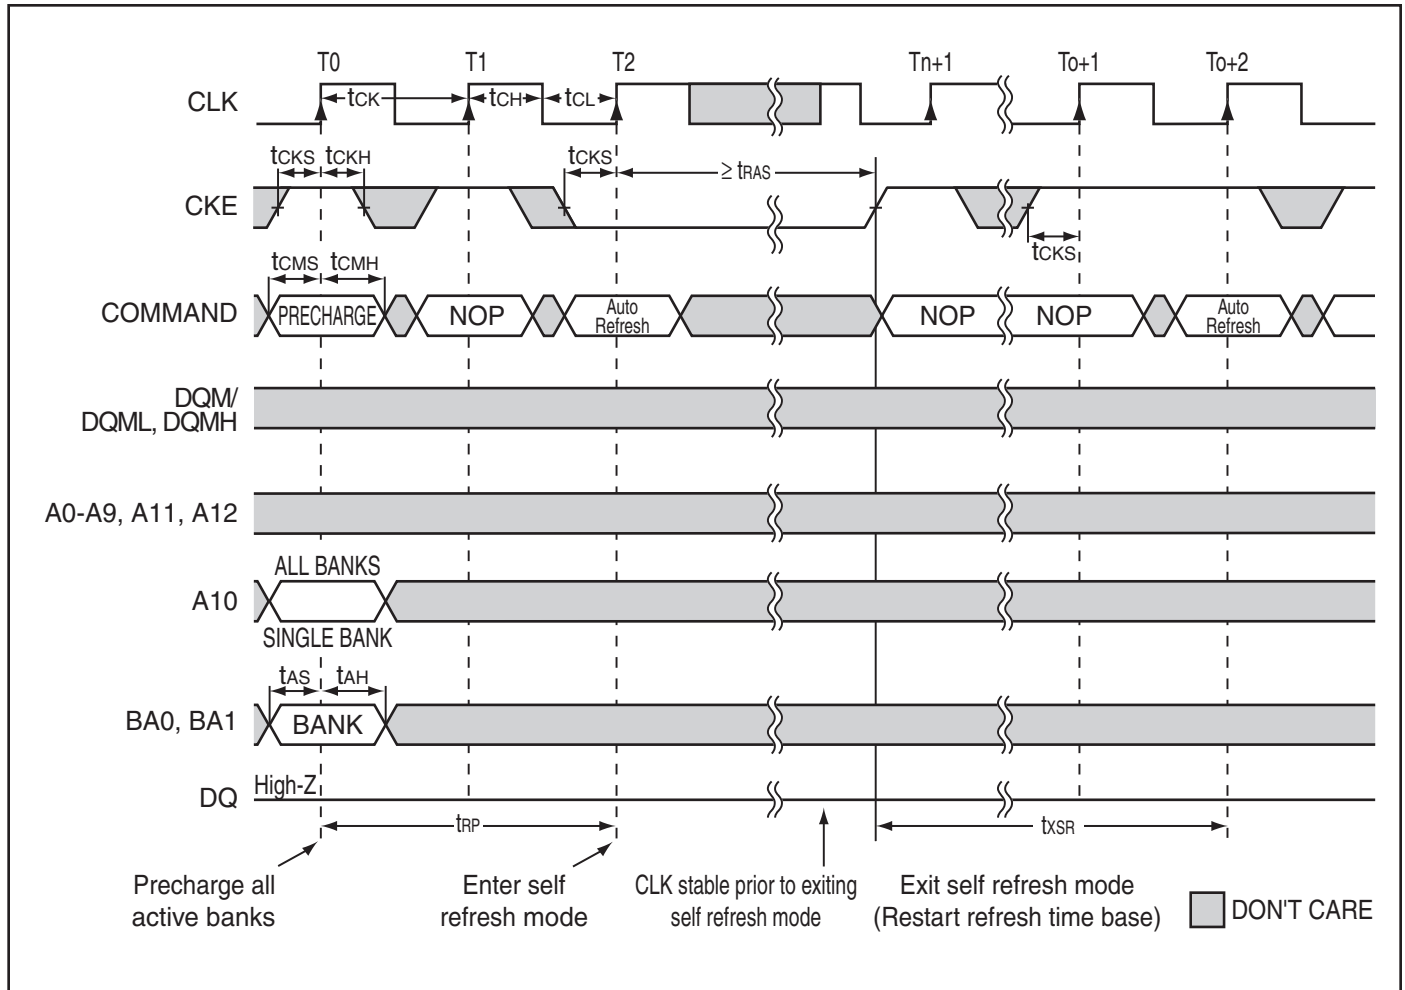 T0 T1 T2 Tn+1 To+1 To+2
CLK
tCK tCH tCL
tCKS tCKH tCKS ≥ tRAS
CKE
tCKS
tCMS tCMH
COMMAND PRECHARGE NOP Auto Refresh NOP NOP Auto Refresh
DQM/
DQML, DQMH
A0-A9, A11, A12
ALL BANKS
A10
SINGLE BANK
tAS tAH
BA0, BA1 BANK
DQ High-Z
tRP tXSR
Precharge all
active banks
Enter self
refresh mode
CLK stable prior to exiting
self refresh mode
Exit self refresh mode
(Restart refresh time base)
DON'T CARE